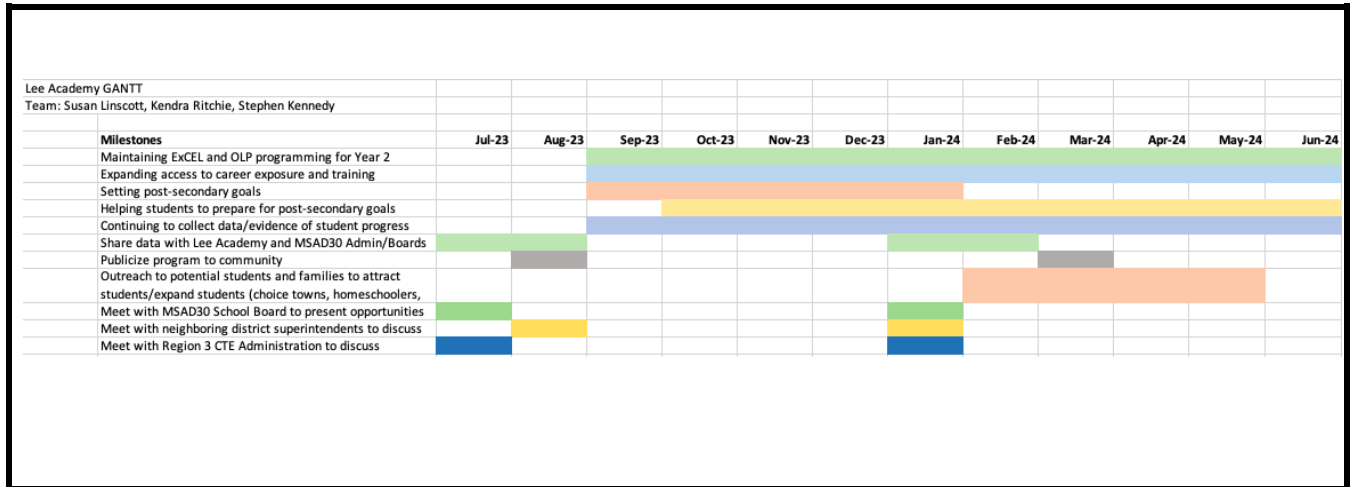 Lee Academy GANTT
Team: Susan Linscott, Kendra Ritchie, Stephen Kennedy
Milestones Jul-23 Aug-23 Sep-23 Oct-23 Nov-23 Dec-23 Jan-24 Feb-24 Mar-24 Apr-24 May-24 Jun-24
Maintaining ExCEL and OLP programming for Year 2
Expanding access to career exposure and training
Setting post-secondary goals
Helping students to prepare for post-secondary goals
Continuing to collect data/evidence of student progress
Share data with Lee Academy and MSAD30 Admin/Boards
Publicize program to community
Outreach to potential students and families to attract
students/expand students (choice towns, homeschoolers,
Meet with MSAD30 School Board to present opportunities
Meet with neighboring district superintendents to discuss
Meet with Region 3 CTE Administration to discuss